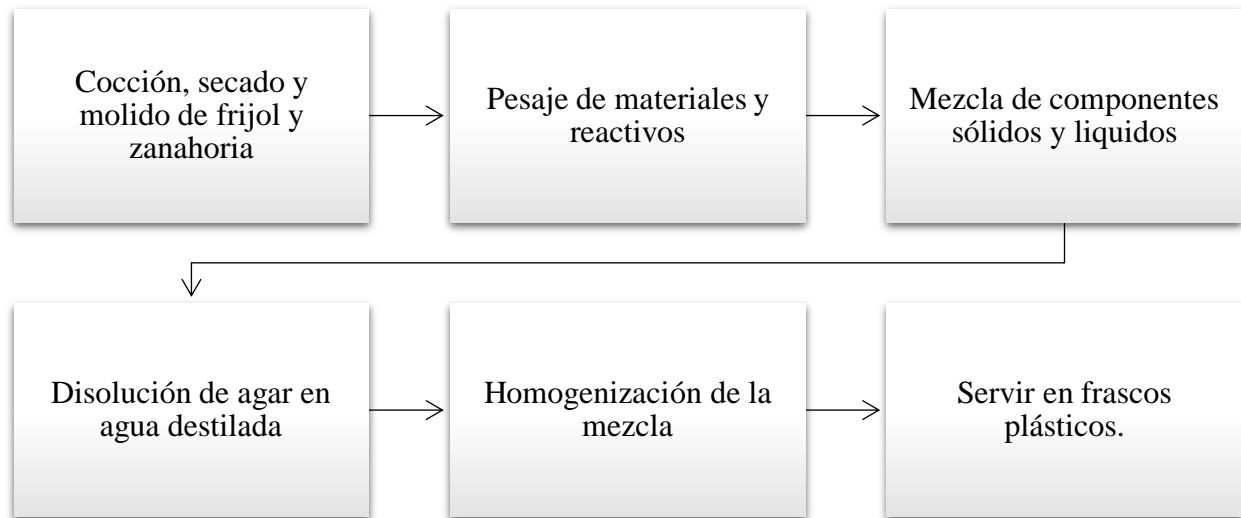 Cocción, secado y
molido de frijol y
zanahoria
Pesaje de materiales y
reactivos
Mezcla de componentes
sólidos y liquidos
Disolución de agar en
agua destilada
Homogenización de la
mezcla
Servir en frascos
plásticos.